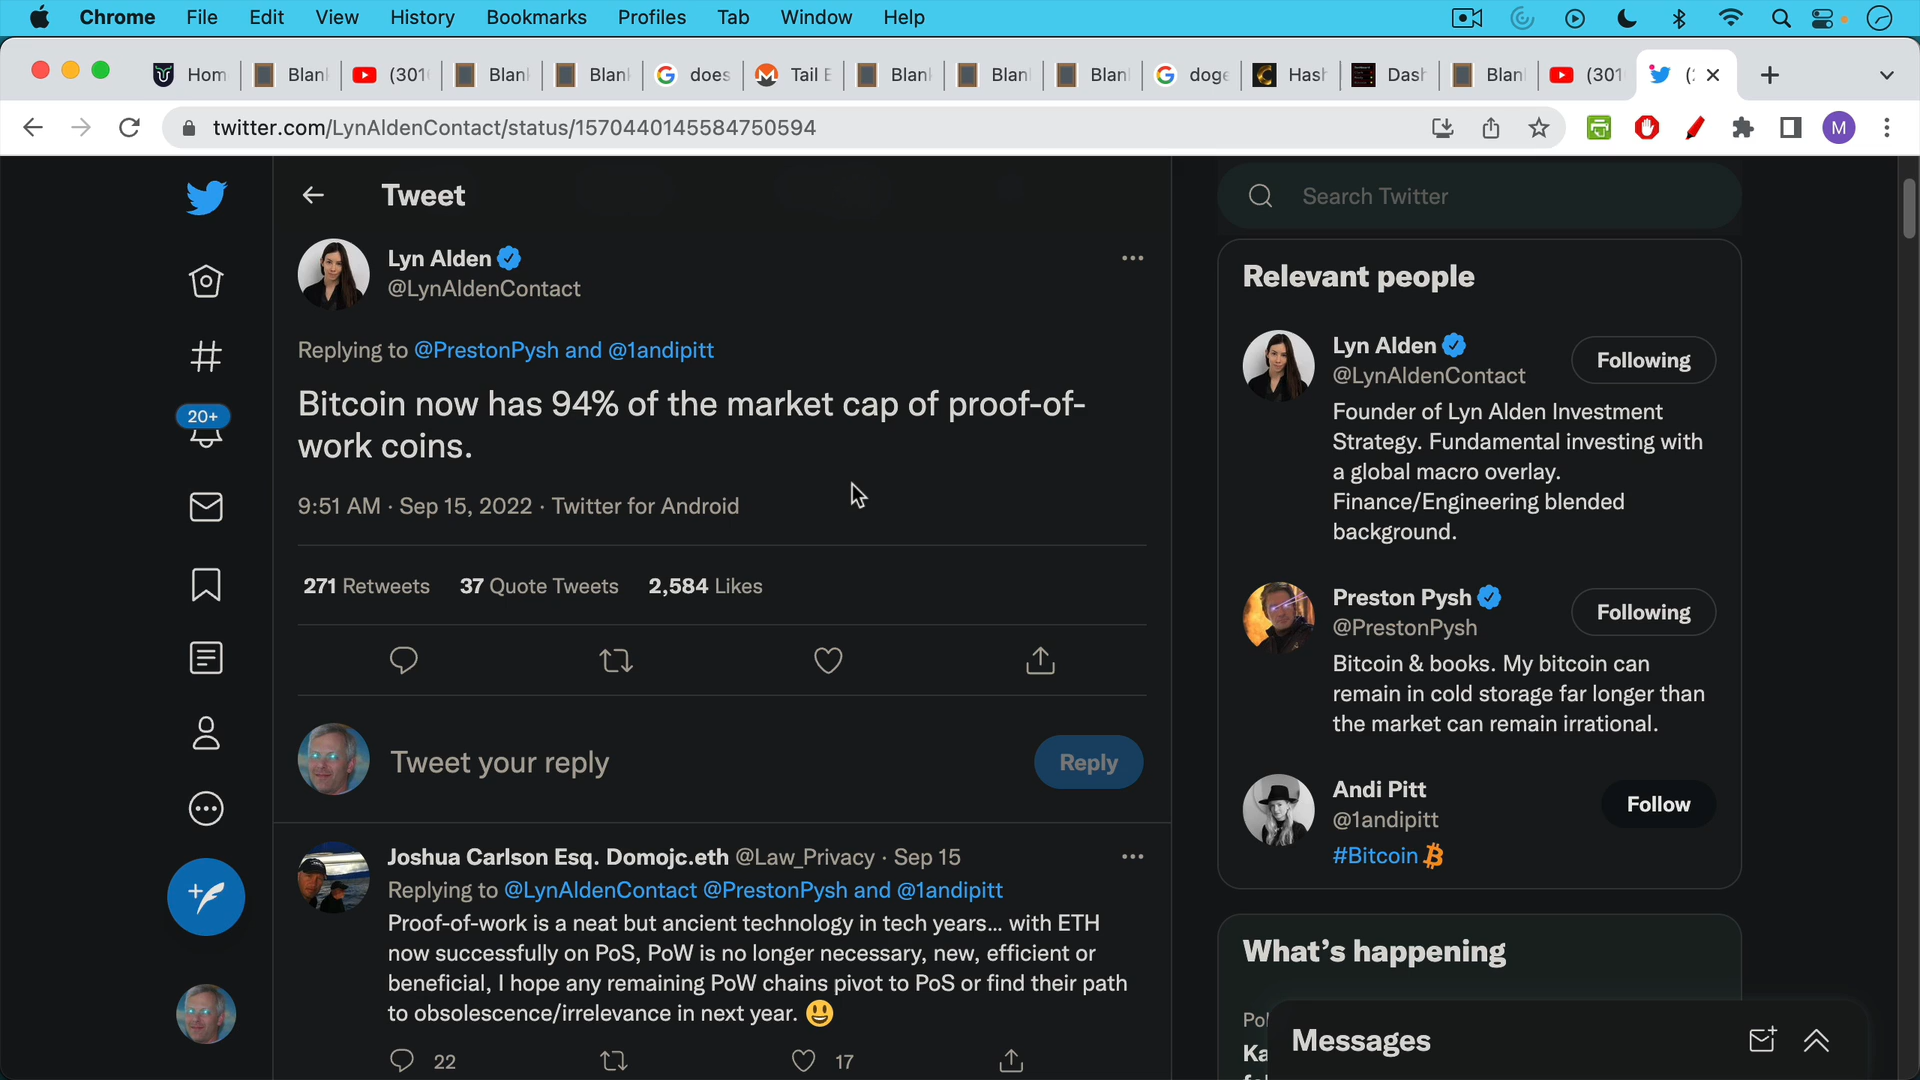 Chrome File Edit View History Bookmarks Profiles Tab Window Help
Hom Blan (301 Blan Blan does Tail E Blan Blan Blan doge Hash Dash Blan (301 (
twitter.com/LynAldenContact/status/1570440145584750594
M
Tweet
Search Twitter
Lyn Alden
@LynAldenContact
Replying to @PrestonPysh and @1andipitt
Bitcoin now has 94% of the market cap of proof-of-
work coins.
9:51 AM · Sep 15, 2022 · Twitter for Android
271 Retweets 37 Quote Tweets 2,584 Likes
20+
Tweet your reply
Reply
Joshua Carlson Esq. Domojc.eth @Law_Privacy · Sep 15
Replying to @LynAldenContact @PrestonPysh and @1andipitt
Proof-of-work is a neat but ancient technology in tech years... with ETH
now successfully on PoS, PoW is no longer necessary, new, efficient or
beneficial, I hope any remaining PoW chains pivot to PoS or find their path
to obsolescence/irrelevance in next year. 😃
22 17
Relevant people
Lyn Alden
@LynAldenContact
Following
Founder of Lyn Alden Investment
Strategy. Fundamental investing with
a global macro overlay.
Finance/Engineering blended
background.
Preston Pysh
@PrestonPysh
Following
Bitcoin & books. My bitcoin can
remain in cold storage far longer than
the market can remain irrational.
Andi Pitt
@1andipitt
Follow
#Bitcoin
What's happening
Pol
Ka
Messages